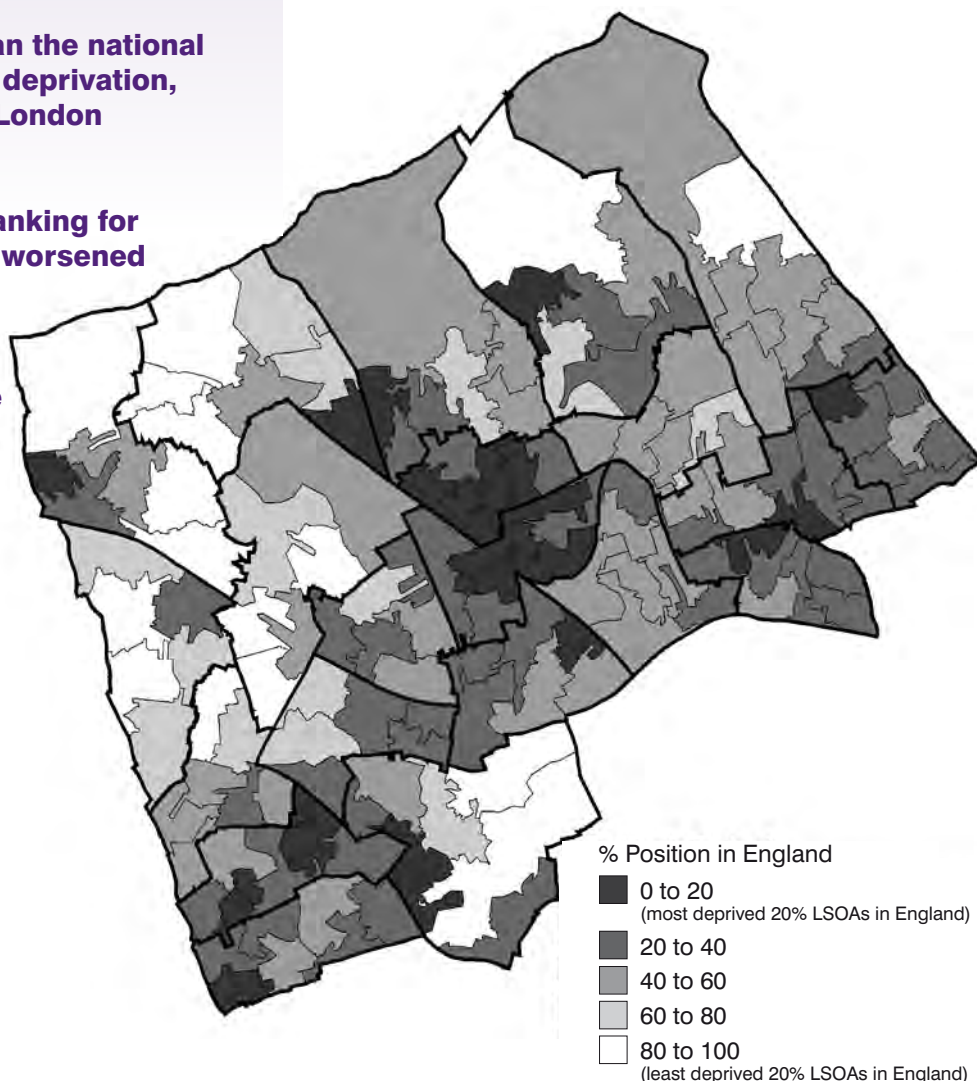 an the national
deprivation,
London
anking for
worsened
e
% Position in England
0 to 20
(most deprived 20% LSOAs in England)
20 to 40
40 to 60
60 to 80
80 to 100
(least deprived 20% LSOAs in England)